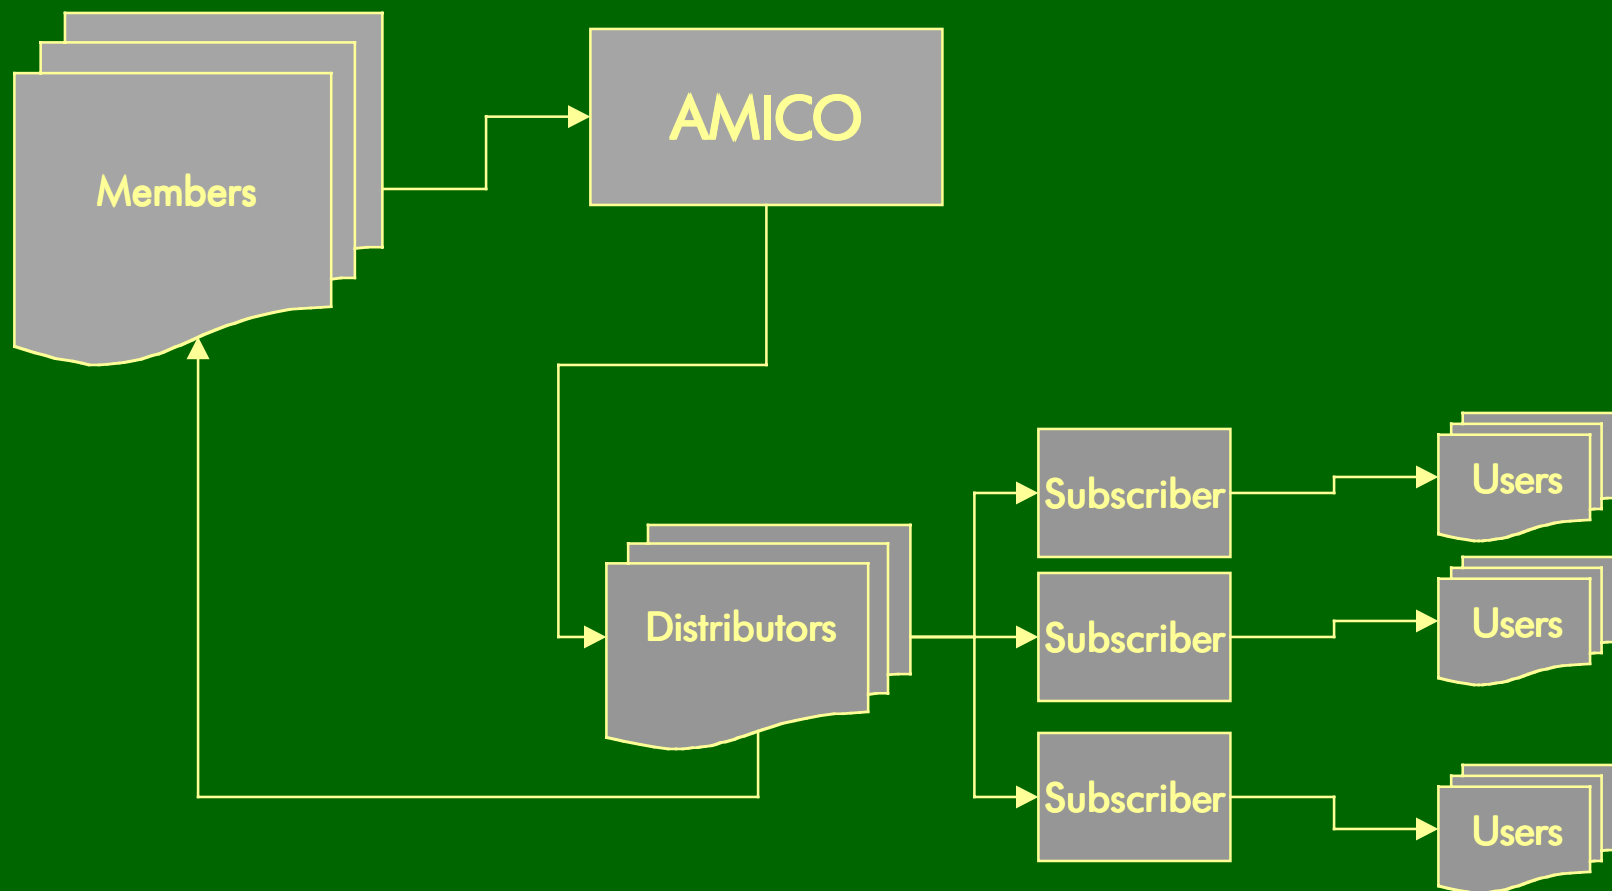 Members
AMICO
Distributors
Subscriber
Users
Subscriber
Users
Subscriber
Users